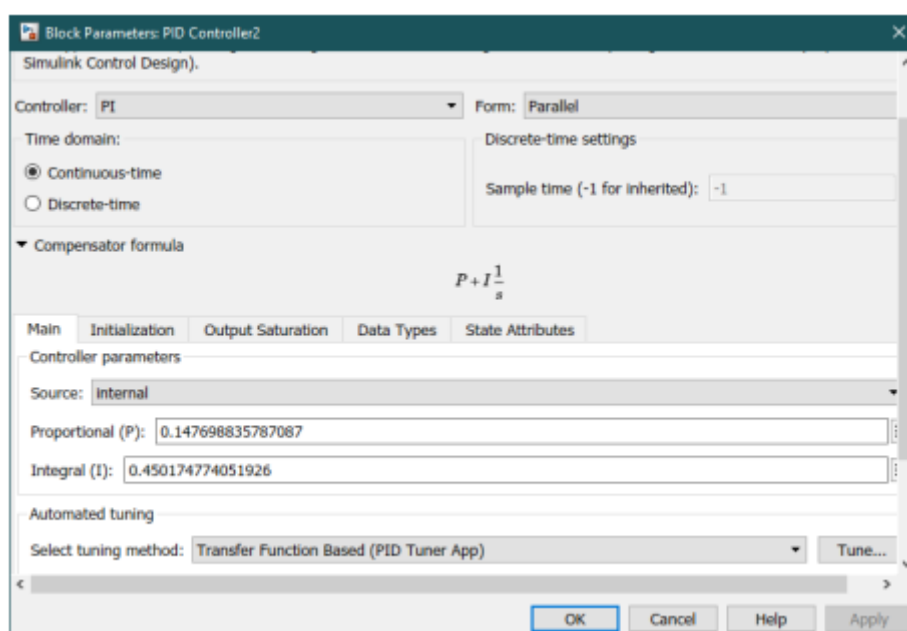 Block Parameters: PID Controller2
Simulink Control Design).
Controller: PI
Form: Parallel
Time domain:
Continuous-time
Discrete-time
Discrete-time settings
Sample time (-1 for inherited): -1
Compensator formula
P + I 1/s
Main Initialization Output Saturation Data Types State Attributes
Controller parameters
Source: internal
Proportional (P): 0.147698835787087
Integral (I): 0.450174774051926
Automated tuning
Select tuning method: Transfer Function Based (PID Tuner App) Tune...
OK Cancel Help Apply